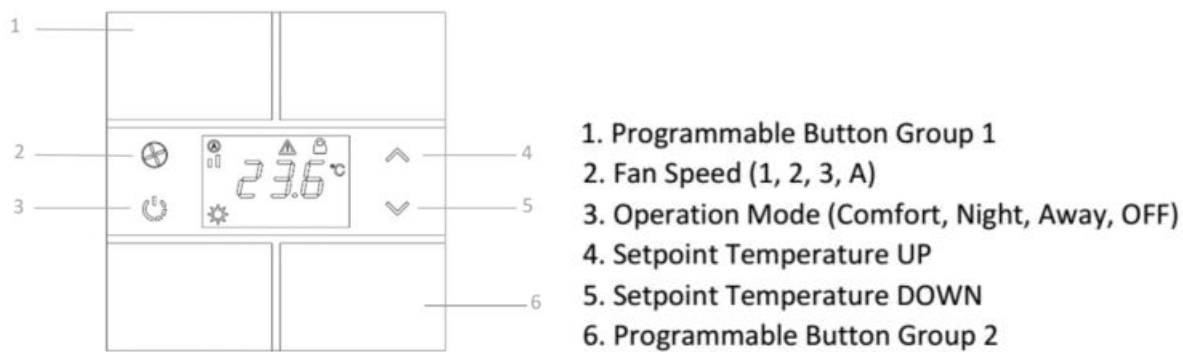 1
2
3
Ⓐ
23.6 °C
4
5
6
1. Programmable Button Group 1
2. Fan Speed (1, 2, 3, A)
3. Operation Mode (Comfort, Night, Away, OFF)
4. Setpoint Temperature UP
5. Setpoint Temperature DOWN
6. Programmable Button Group 2